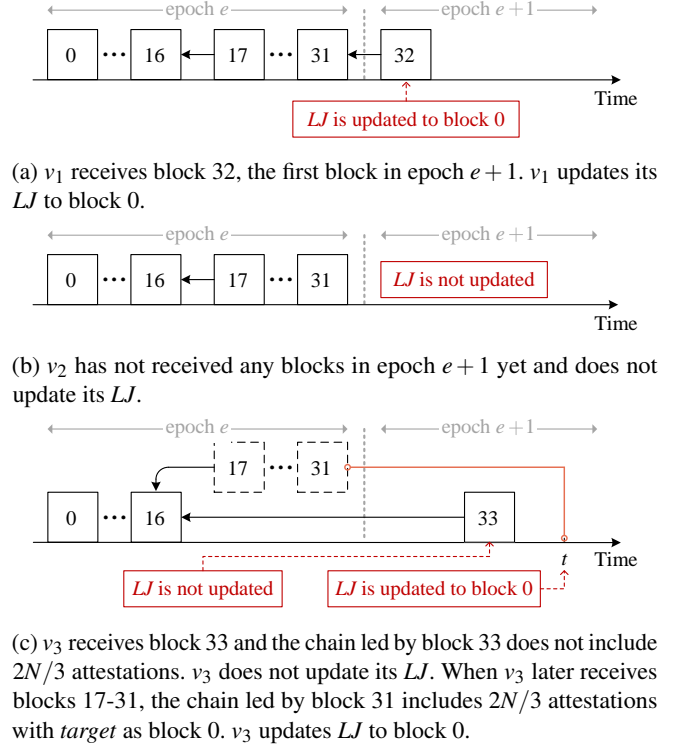 epoch e
epoch e+1
0 ••• 16 17 ••• 31 32
Time
LJ is updated to block 0
(a) v₁ receives block 32, the first block in epoch e+1. v₁ updates its
LJ to block 0.
epoch e
epoch e+1
0 ••• 16 17 ••• 31
LJ is not updated
Time
(b) v₂ has not received any blocks in epoch e+1 yet and does not
update its LJ.
epoch e
epoch e+1
17 ••• 31
0 ••• 16 33
t
Time
LJ is not updated
LJ is updated to block 0
(c) v₃ receives block 33 and the chain led by block 33 does not include
2N/3 attestations. v₃ does not update its LJ. When v₃ later receives
blocks 17-31, the chain led by block 31 includes 2N/3 attestations
with target as block 0. v₃ updates LJ to block 0.